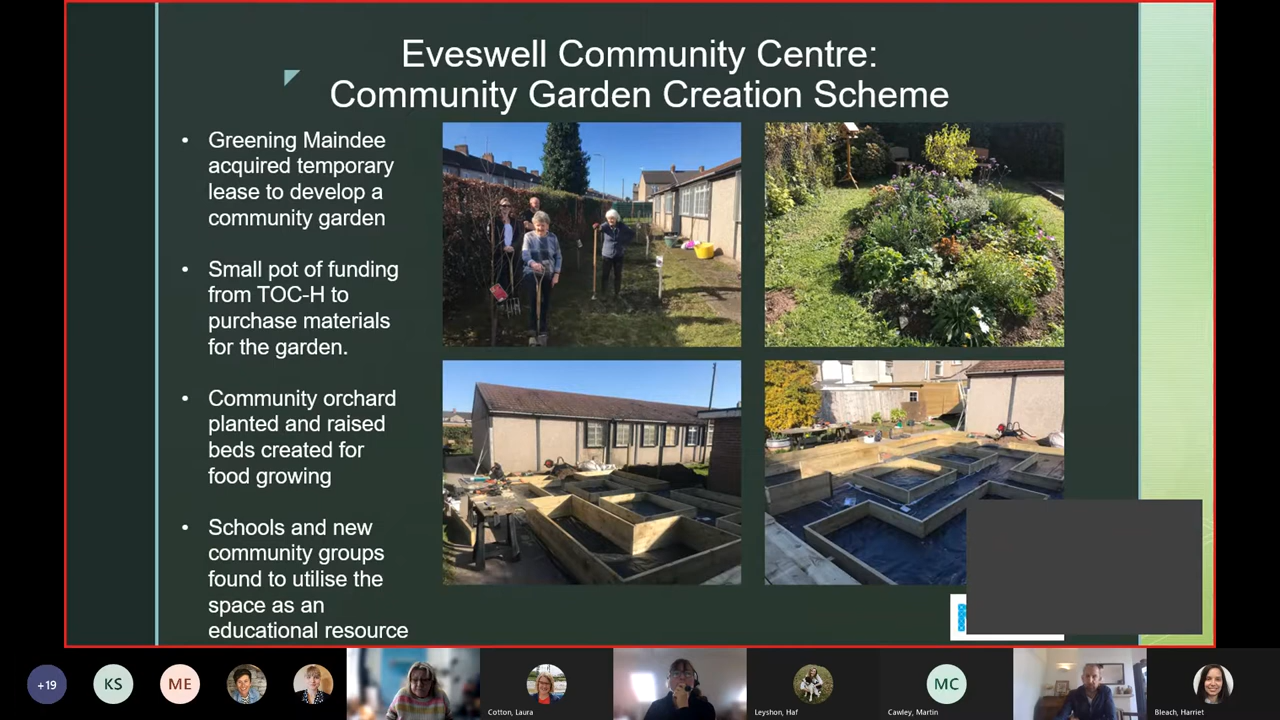 Eveswell Community Centre:
Community Garden Creation Scheme
• Greening Maindee
acquired temporary
lease to develop a
community garden
• Small pot of funding
from TOC-H to
purchase materials
for the garden.
• Community orchard
planted and raised
beds created for
food growing
• Schools and new
community groups
found to utilise the
space as an
educational resource
+19
KS
ME
Cotton, Laura
Leyshon, Haf
MC
Cawley, Martin
Bleach, Harriet